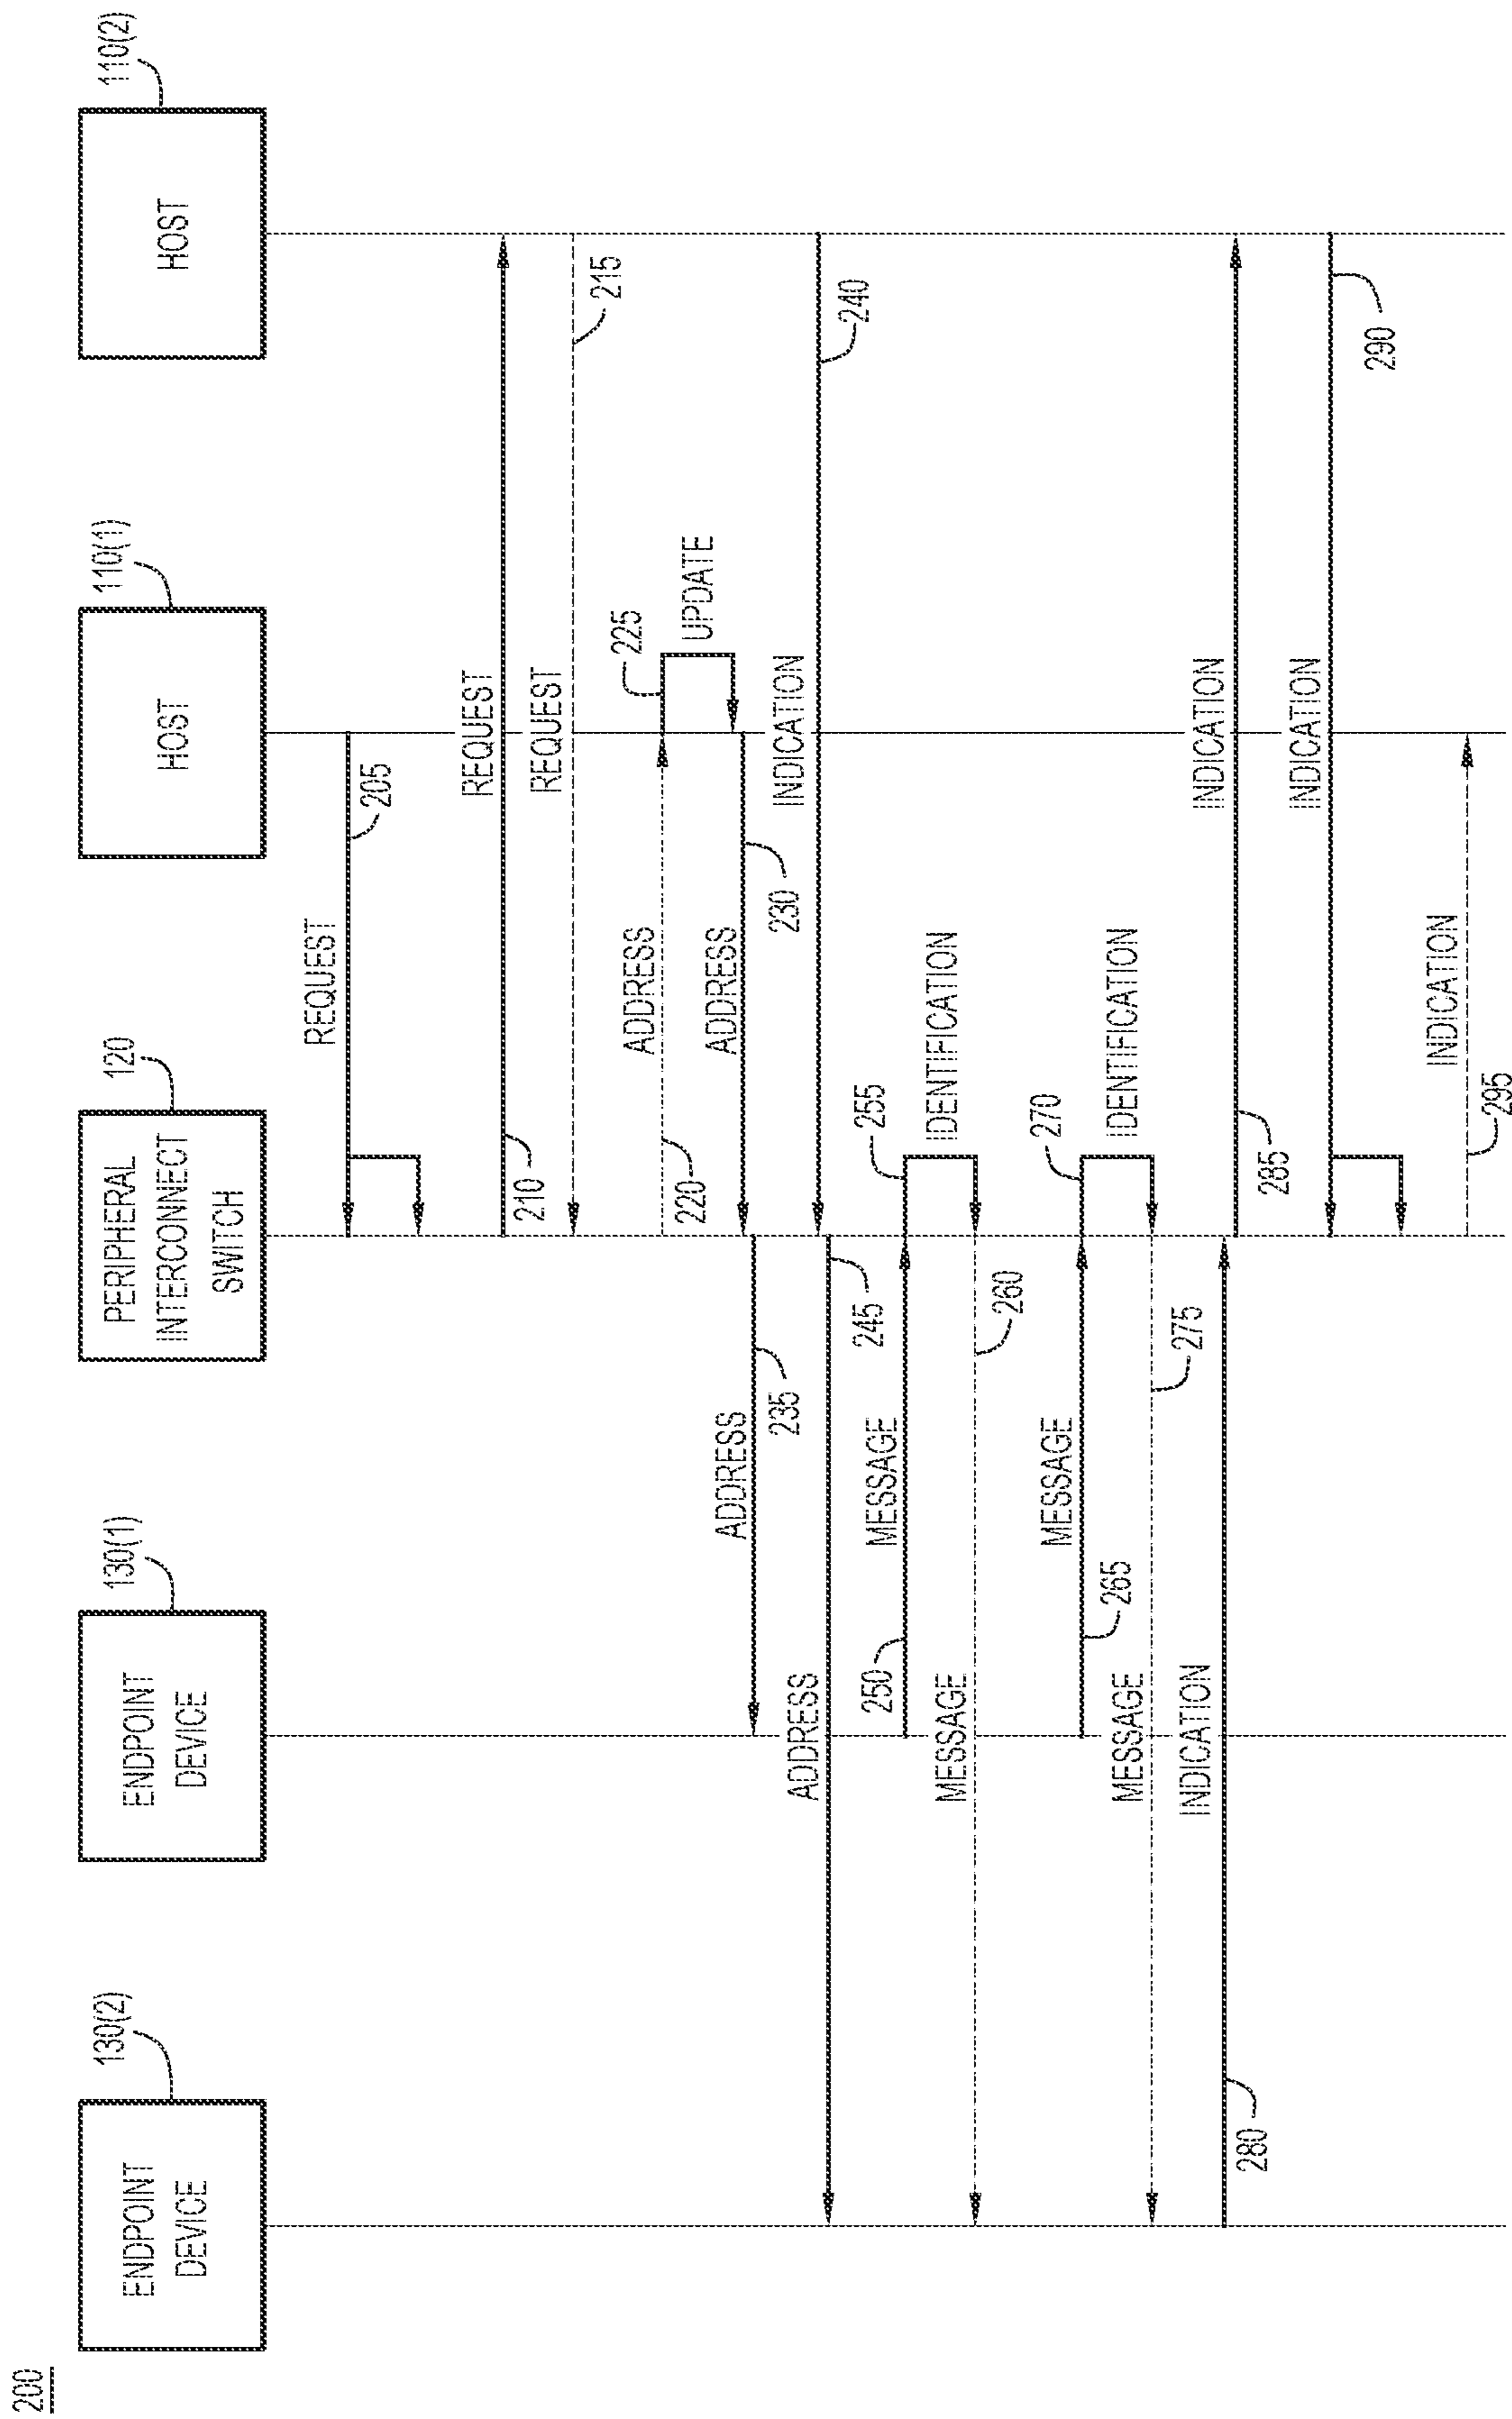 200
130(2)
130(1)
120
110(1)
110(2)
ENDPOINT
DEVICE
ENDPOINT
DEVICE
PERIPHERAL
INTERCONNECT
SWITCH
HOST
HOST
REQUEST
205
REQUEST
210
REQUEST
215
ADDRESS
220
225
UPDATE
ADDRESS
230
ADDRESS
235
INDICATION
240
ADDRESS
245
MESSAGE
250
255
IDENTIFICATION
MESSAGE
260
MESSAGE
265
270
IDENTIFICATION
MESSAGE
275
INDICATION
280
INDICATION
285
INDICATION
290
INDICATION
295